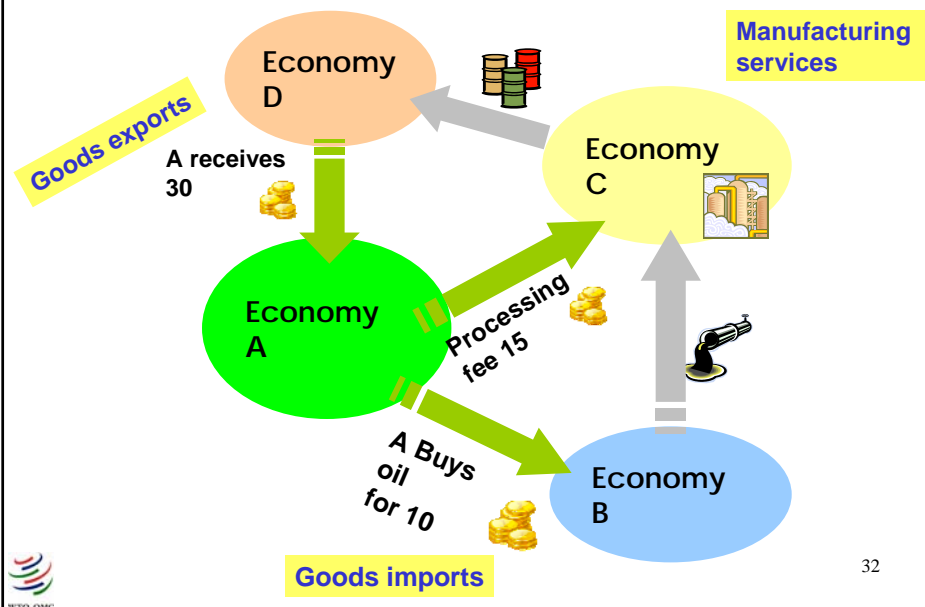 Economy
D
Manufacturing
services
Goods exports
A receives
30
Economy
C
Economy
A
Processing
fee 15
A Buys
oil
for 10
Economy
B
Goods imports
32